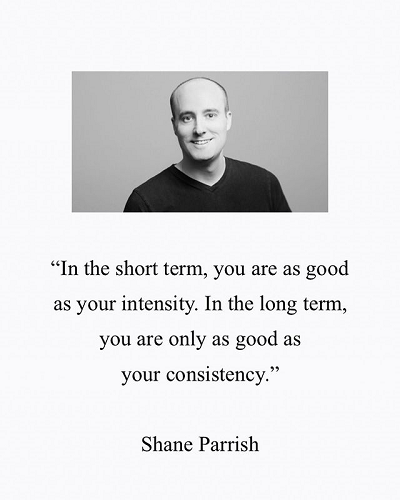 “In the short term, you are as good
as your intensity. In the long term,
you are only as good as
your consistency.”
Shane Parrish